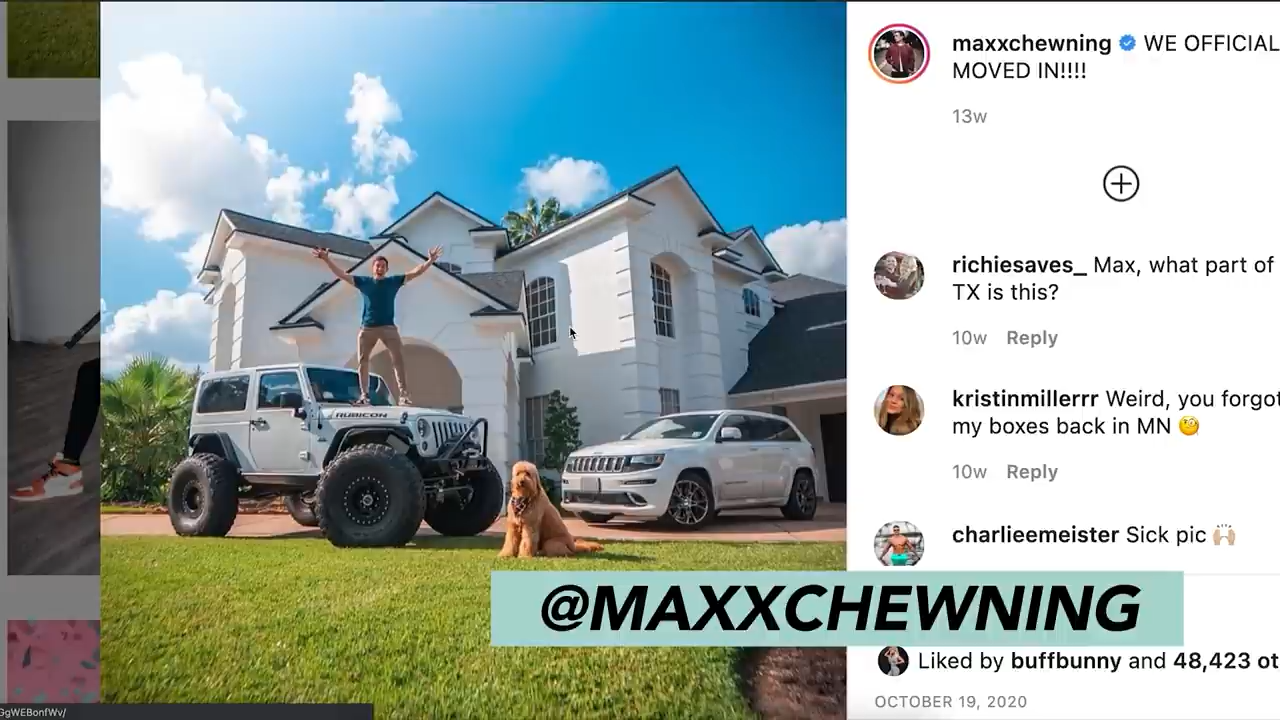 maxxchewning WE OFFICIAL
MOVED IN!!!!
13w
richiesaves_ Max, what part of
TX is this?
10w Reply
kristinmillerrr Weird, you forgot
my boxes back in MN 🧐
10w Reply
charlieemeister Sick pic 🙌🏼
RUBICON
@MAXXCHEWNING
Liked by buffbunny and 48,423 ot
OCTOBER 19, 2020
GgWEBonfWv/